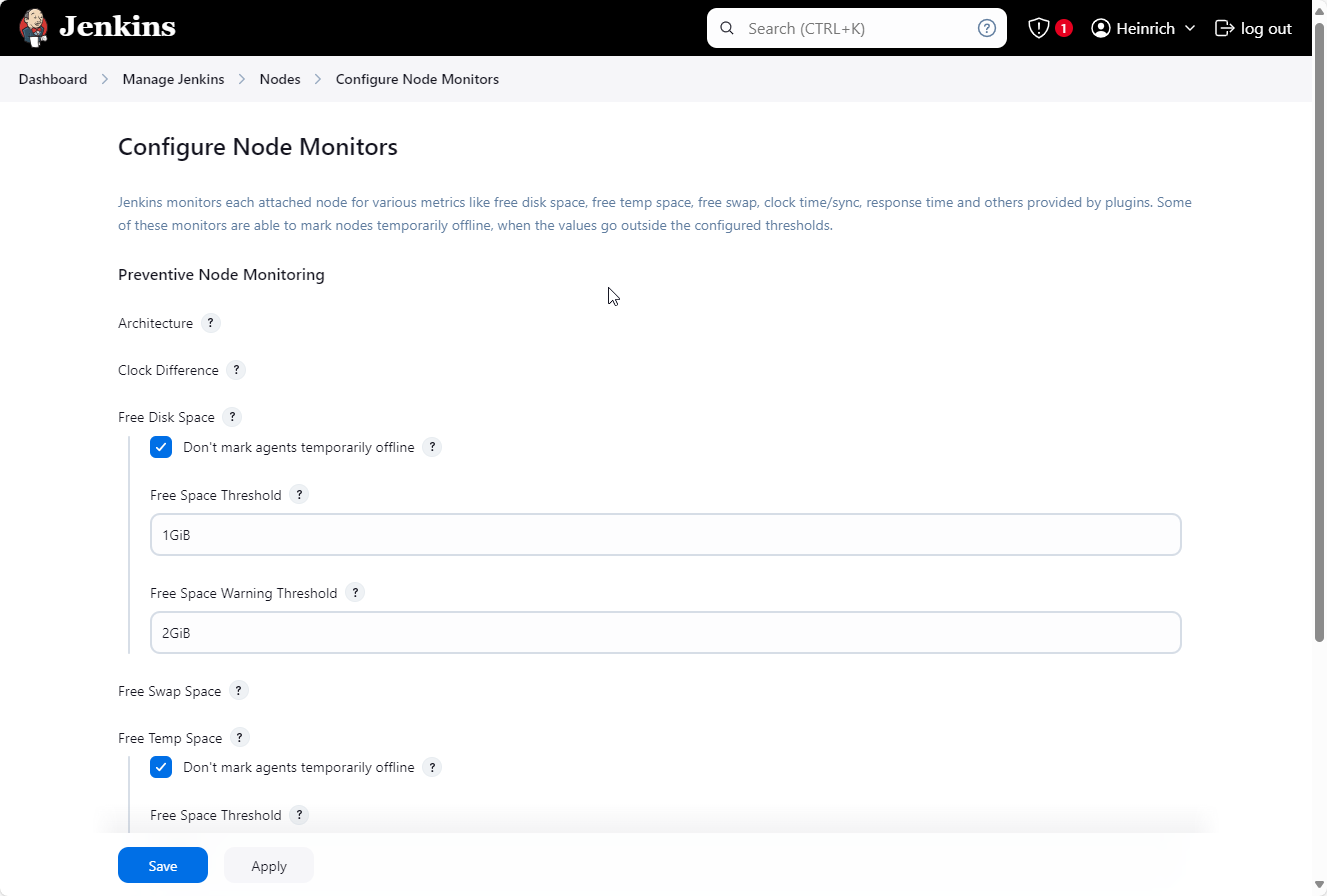 Jenkins
Search (CTRL+K)
?
1
Heinrich
log out
Dashboard > Manage Jenkins > Nodes > Configure Node Monitors
Configure Node Monitors
Jenkins monitors each attached node for various metrics like free disk space, free temp space, free swap, clock time/sync, response time and others provided by plugins. Some
of these monitors are able to mark nodes temporarily offline, when the values go outside the configured thresholds.
Preventive Node Monitoring
Architecture ?
Clock Difference ?
Free Disk Space ?
Don't mark agents temporarily offline ?
Free Space Threshold ?
1GiB
Free Space Warning Threshold ?
2GiB
Free Swap Space ?
Free Temp Space ?
Don't mark agents temporarily offline ?
Free Space Threshold ?
Save
Apply